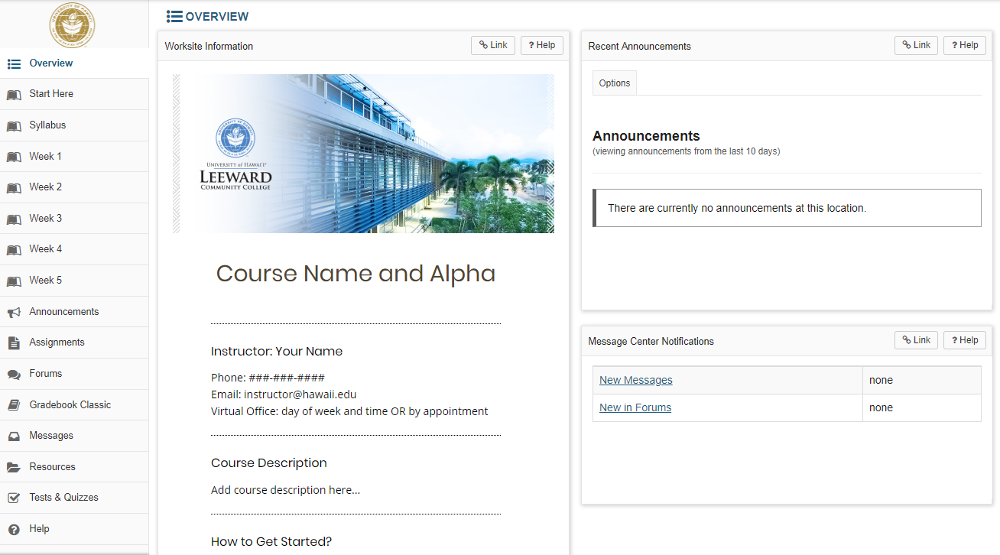 Overview
Start Here
Syllabus
Week 1
Week 2
Week 3
Week 4
Week 5
Announcements
Assignments
Forums
Gradebook Classic
Messages
Resources
Tests & Quizzes
Help
OVERVIEW
Worksite Information
Link
? Help
UNIVERSITY OF HAWAI‘I®
LEEWARD
COMMUNITY COLLEGE
Course Name and Alpha
Instructor: Your Name
Phone: ###-###-####
Email: instructor@hawaii.edu
Virtual Office: day of week and time OR by appointment
Course Description
Add course description here...
How to Get Started?
Recent Announcements
Link
? Help
Options
Announcements
(viewing announcements from the last 10 days)
There are currently no announcements at this location.
Message Center Notifications
Link
? Help
New Messages none
New in Forums none